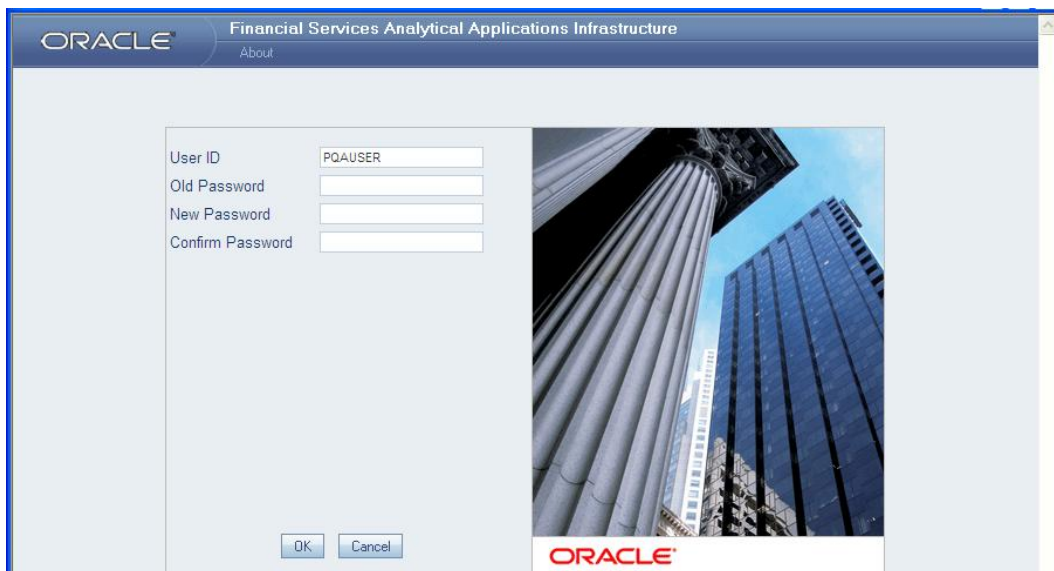 ORACLE®
Financial Services Analytical Applications Infrastructure
About
User ID
PQAUSER
Old Password
New Password
Confirm Password
OK
Cancel
ORACLE®